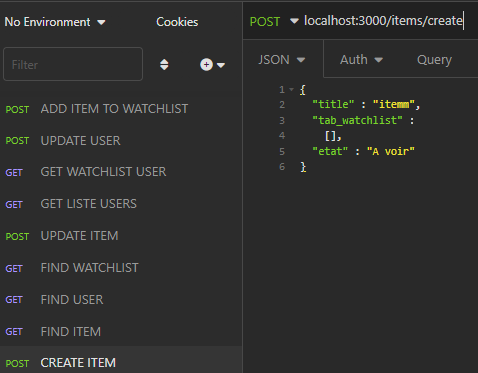 No Environment
Cookies
Filter
POST ADD ITEM TO WATCHLIST
POST UPDATE USER
GET GET WATCHLIST USER
GET GET LISTE USERS
POST UPDATE ITEM
GET FIND WATCHLIST
GET FIND USER
GET FIND ITEM
POST CREATE ITEM
POST localhost:3000/items/create
JSON Auth Query
1 {
2 "title" : "itemm",
3 "tab_watchlist" :
4 [],
5 "etat" : "A voir"
6 }